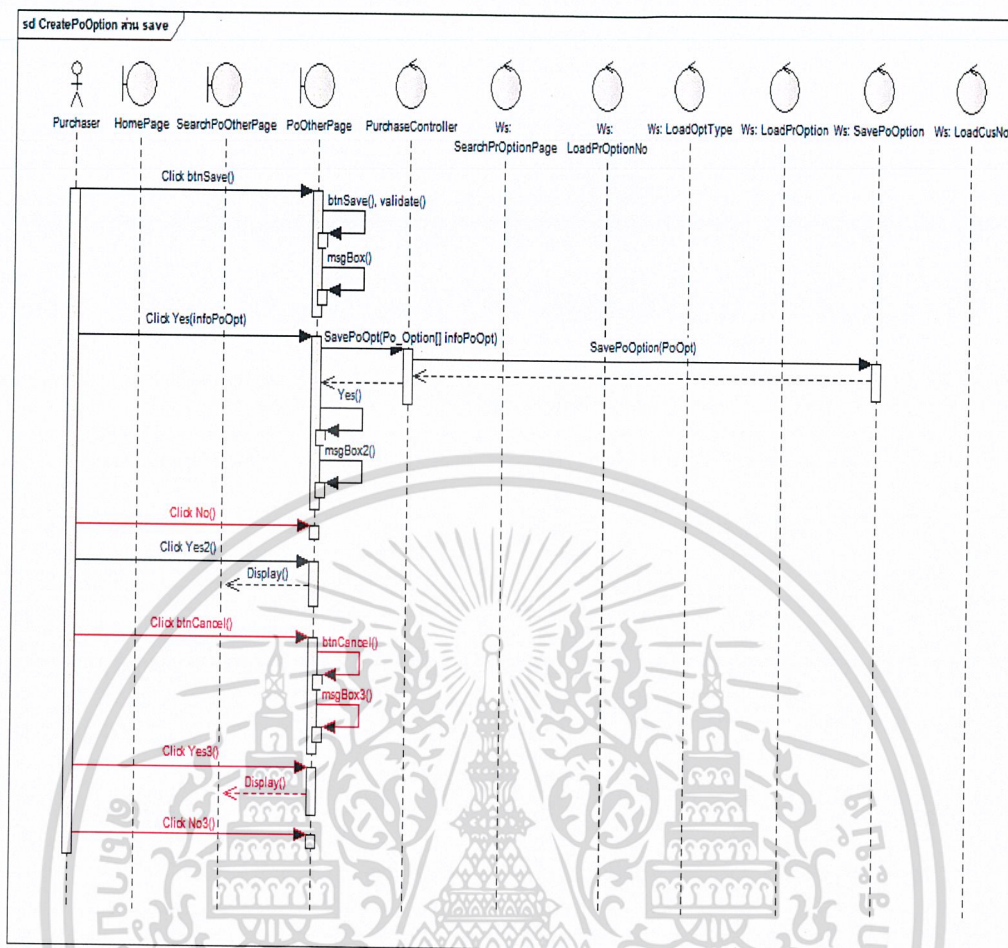 sd CreatePoOption ส่วน save
Purchaser
HomePage
SearchPoOtherPage
PoOtherPage
PurchaseController
Ws:
SearchPrOptionPage
Ws:
LoadPrOptionNo
Ws: LoadOptType
Ws: LoadPrOption
Ws: SavePoOption
Ws: LoadCusNo
Click btnSave()
btnSave(), validate()
msgBox()
Click Yes(infoPoOpt)
SavePoOpt(Po_Option[] infoPoOpt)
SavePoOption(PoOpt)
Yes()
msgBox2()
Click No()
Click Yes2()
Display()
Click btnCancel()
btnCancel()
msgBox3()
Click Yes3()
Display()
Click No3()